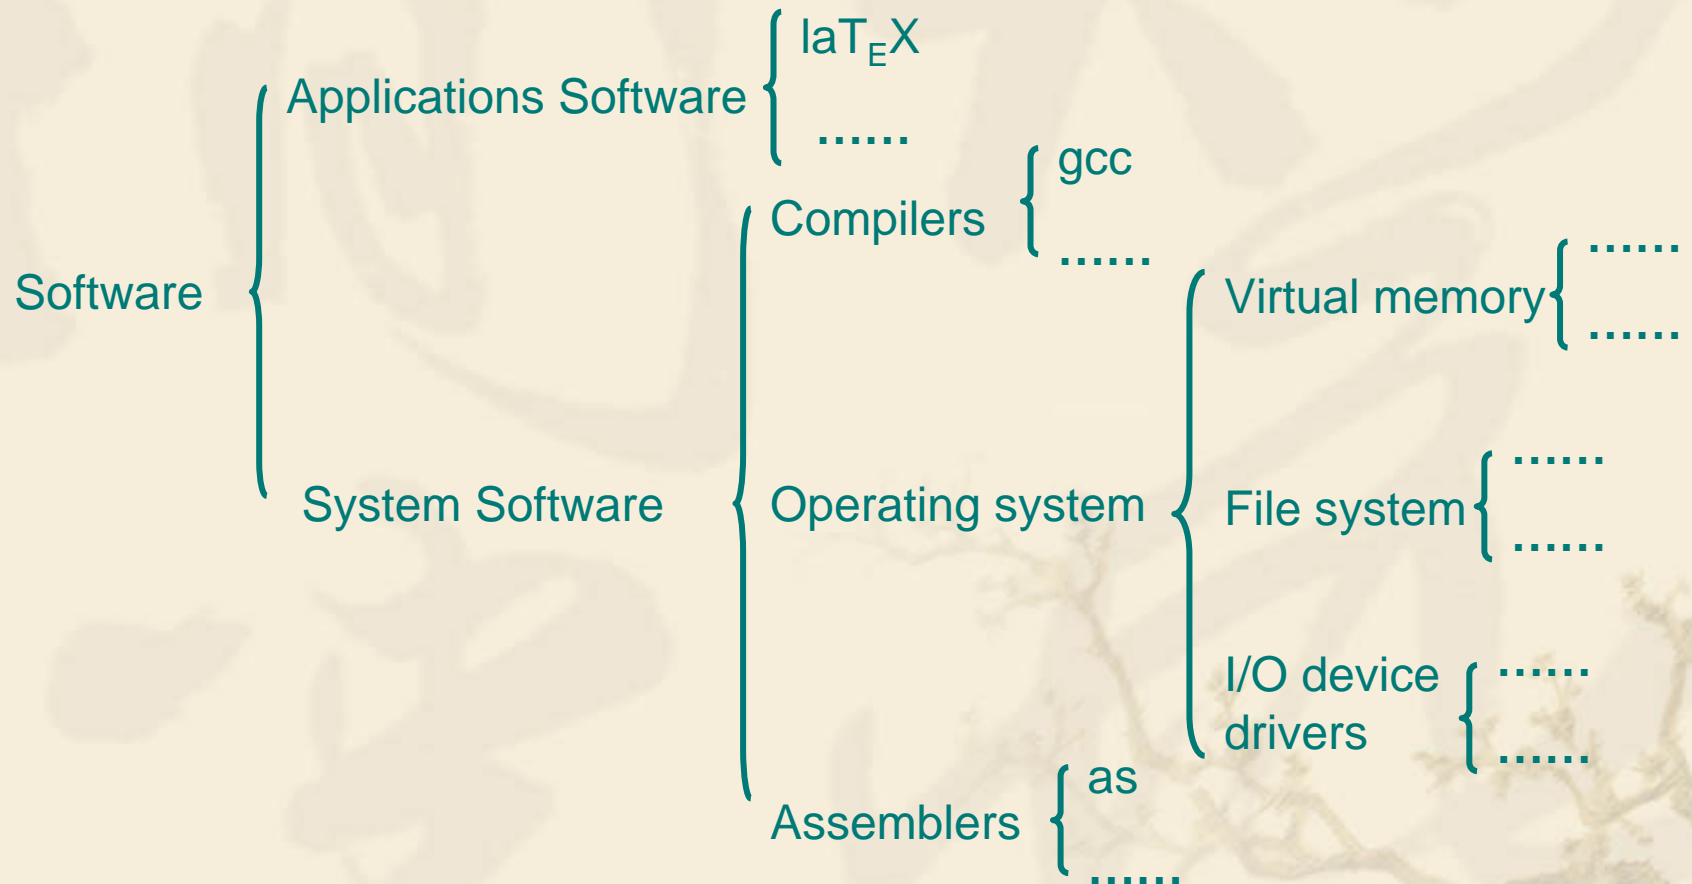 laTEX
Applications Software
......
gcc
Compilers
......
......
Software
Virtual memory
......
......
System Software
Operating system
File system
......
......
I/O device
drivers
......
as
Assemblers
......